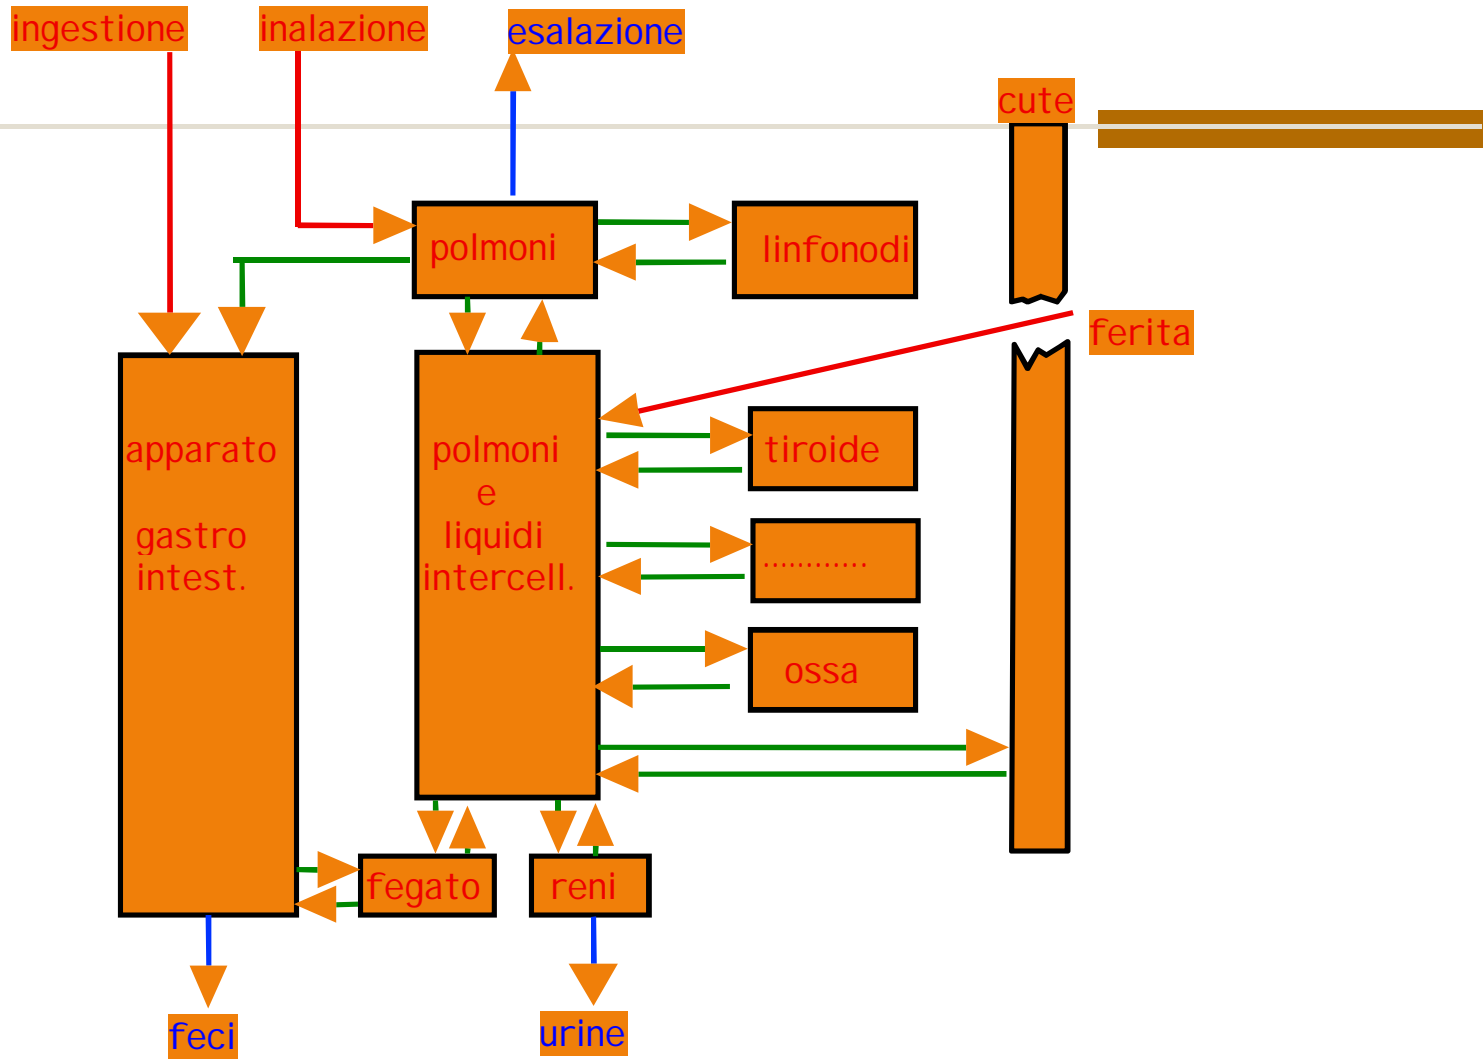 ingestione
inalazione
esalazione
cute
polmoni
linfonodi
ferita
apparato
gastro
intest.
polmoni
e
liquidi
intercell.
tiroide
............
ossa
fegato
reni
feci
urine